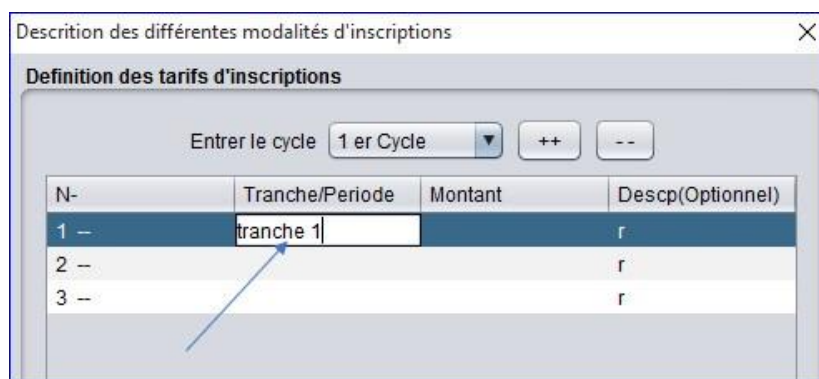 Descrition des différentes modalités d'inscriptions
Definition des tarifs d'inscriptions
Entrer le cycle 1 er Cycle ++ --
N- Tranche/Periode Montant Descp(Optionnel)
1 -- tranche 1 r
2 -- r
3 -- r